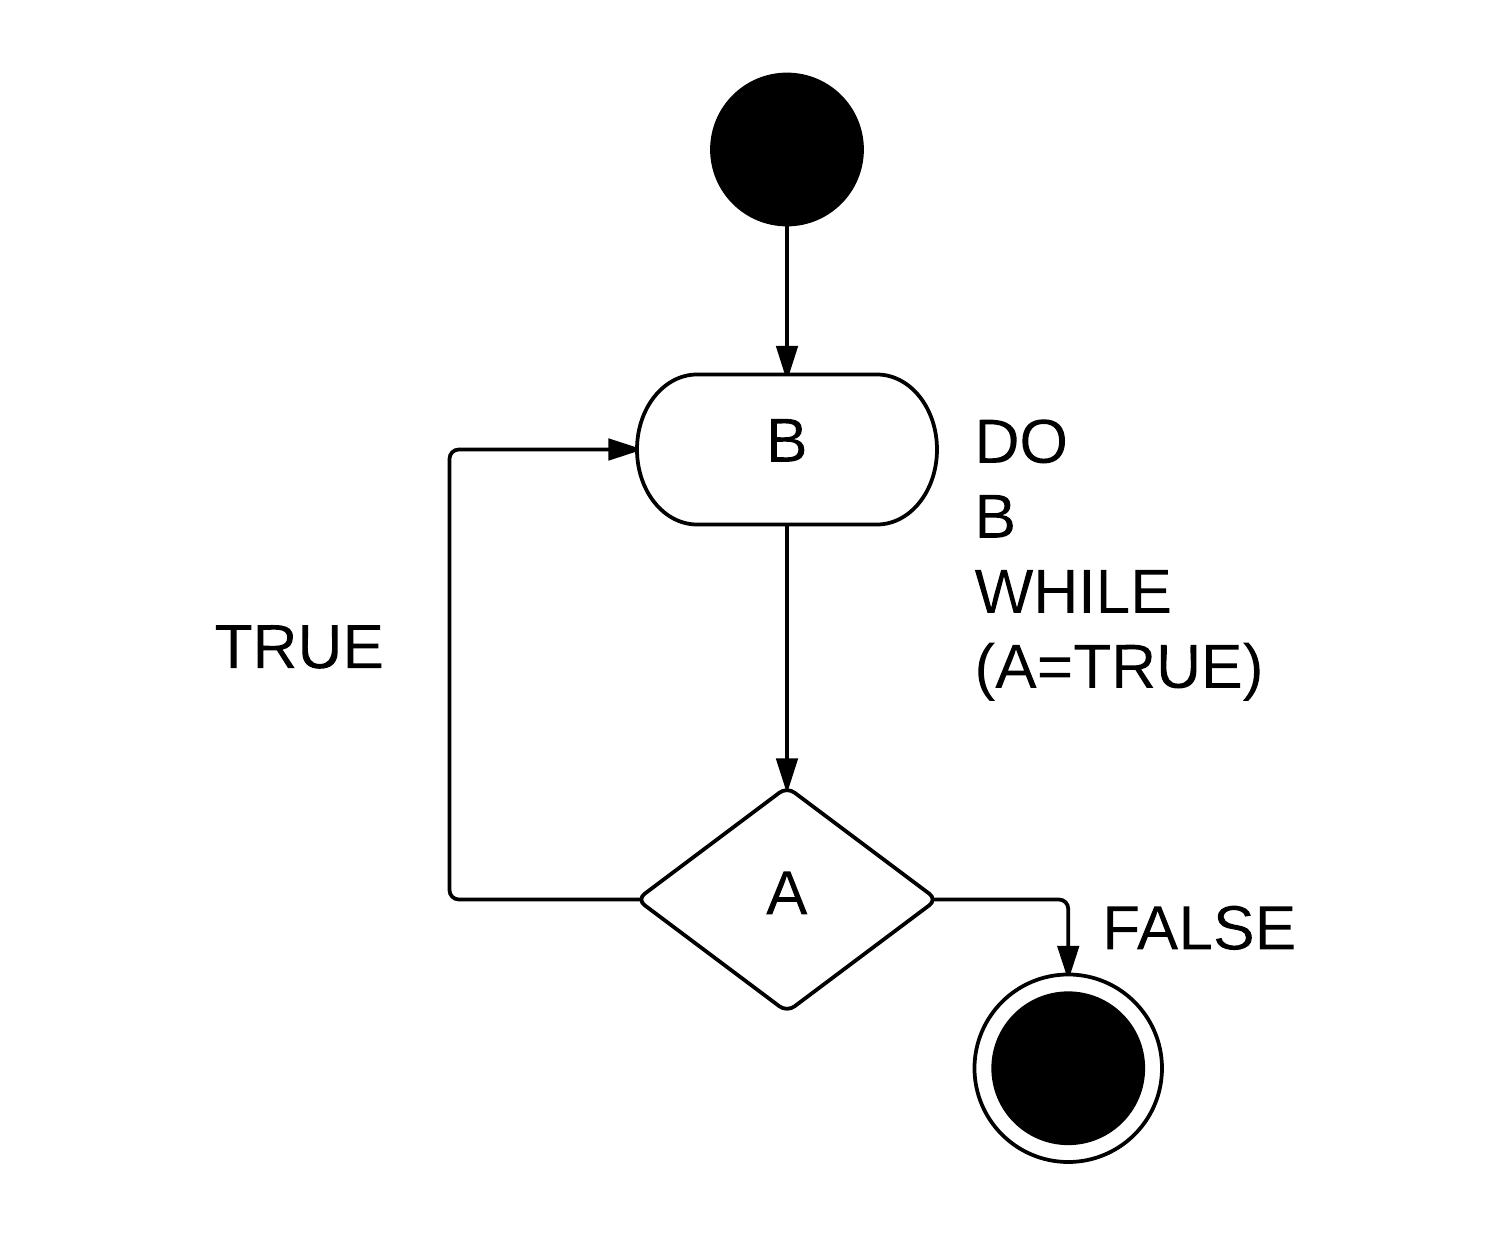 B
DO
B
WHILE
(A=TRUE)
TRUE
A
FALSE